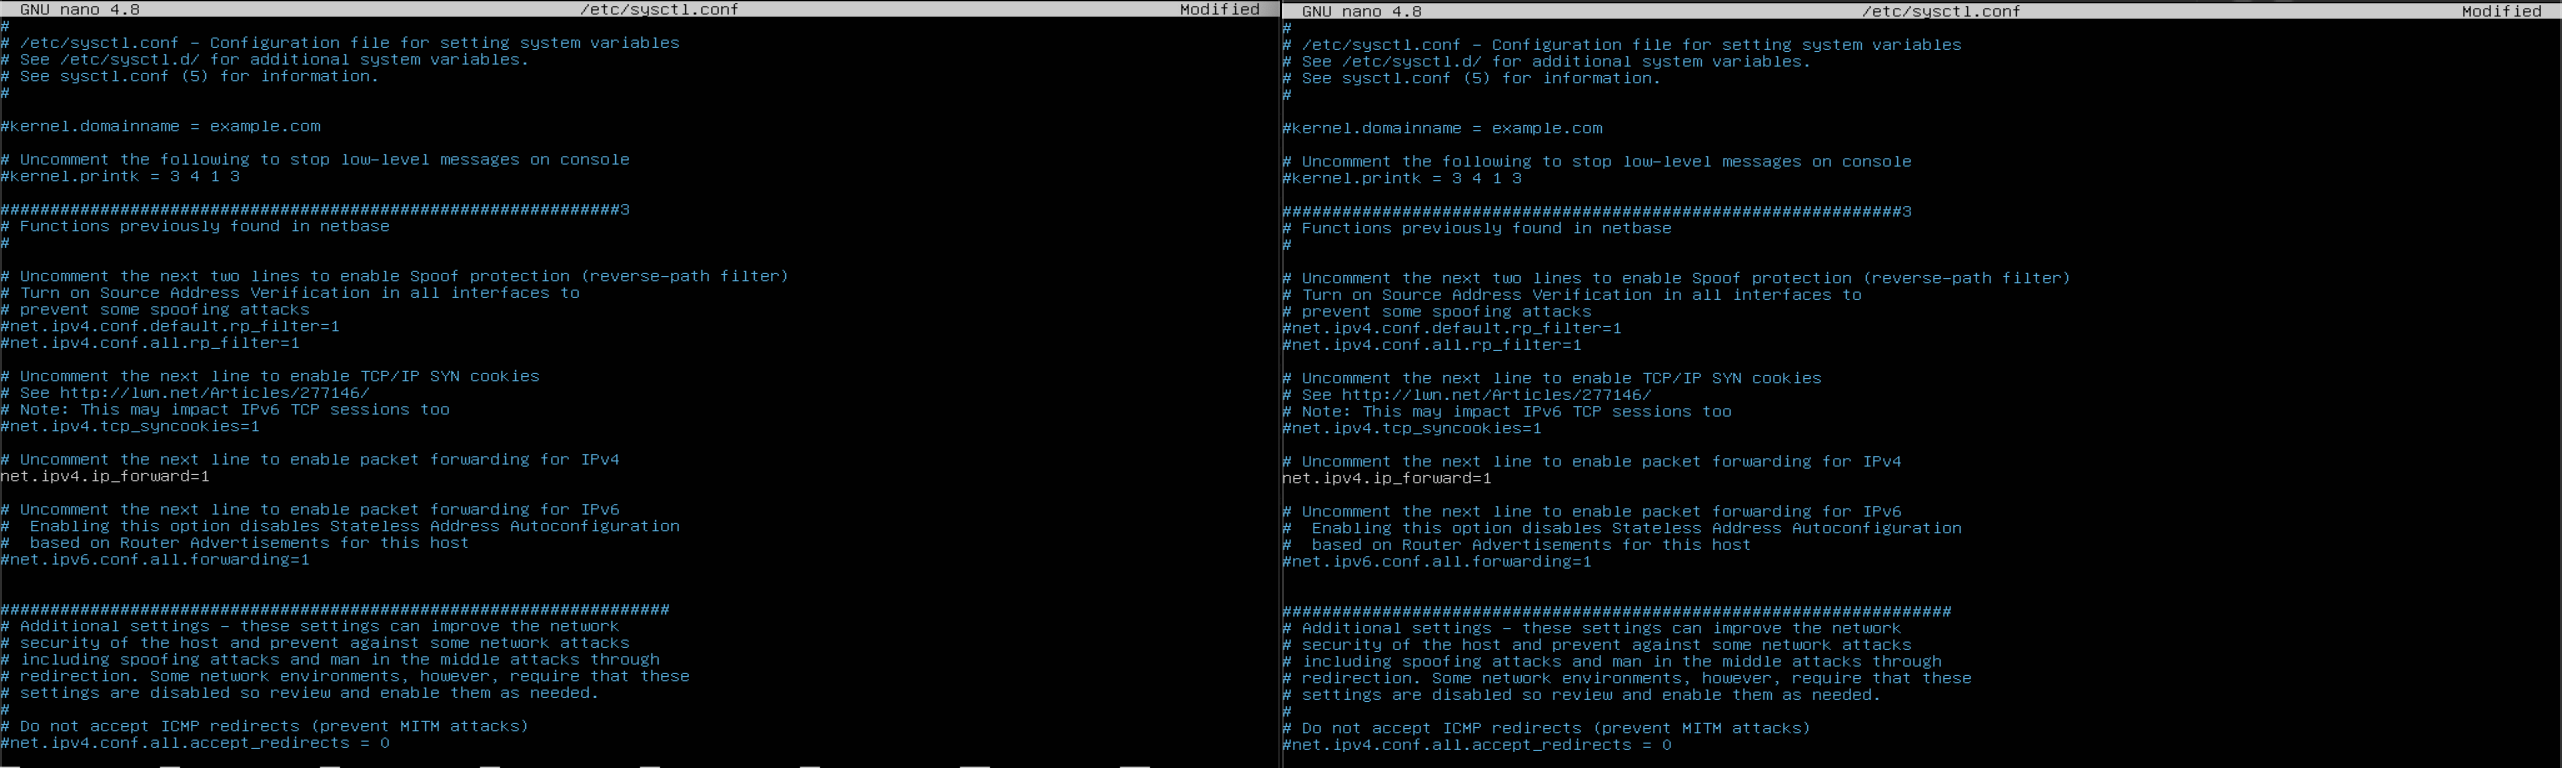 GNU nano 4.8 /etc/sysctl.conf Modified
#
# /etc/sysctl.conf - Configuration file for setting system variables
# See /etc/sysctl.d/ for additional system variables.
# See sysctl.conf (5) for information.
#
#kernel.domainname = example.com
# Uncomment the following to stop low-level messages on console
#kernel.printk = 3 4 1 3
##############################################################3
# Functions previously found in netbase
#
# Uncomment the next two lines to enable Spoof protection (reverse-path filter)
# Turn on Source Address Verification in all interfaces to
# prevent some spoofing attacks
#net.ipv4.conf.default.rp_filter=1
#net.ipv4.conf.all.rp_filter=1
# Uncomment the next line to enable TCP/IP SYN cookies
# See http://lwn.net/Articles/277146/
# Note: This may impact IPv6 TCP sessions too
#net.ipv4.tcp_syncookies=1
# Uncomment the next line to enable packet forwarding for IPv4
net.ipv4.ip_forward=1
# Uncomment the next line to enable packet forwarding for IPv6
#  Enabling this option disables Stateless Address Autoconfiguration
#  based on Router Advertisements for this host
#net.ipv6.conf.all.forwarding=1
###################################################################
# Additional settings - these settings can improve the network
# security of the host and prevent against some network attacks
# including spoofing attacks and man in the middle attacks through
# redirection. Some network environments, however, require that these
# settings are disabled so review and enable them as needed.
#
# Do not accept ICMP redirects (prevent MITM attacks)
#net.ipv4.conf.all.accept_redirects = 0
GNU nano 4.8 /etc/sysctl.conf Modified
#
# /etc/sysctl.conf - Configuration file for setting system variables
# See /etc/sysctl.d/ for additional system variables.
# See sysctl.conf (5) for information.
#
#kernel.domainname = example.com
# Uncomment the following to stop low-level messages on console
#kernel.printk = 3 4 1 3
##############################################################3
# Functions previously found in netbase
#
# Uncomment the next two lines to enable Spoof protection (reverse-path filter)
# Turn on Source Address Verification in all interfaces to
# prevent some spoofing attacks
#net.ipv4.conf.default.rp_filter=1
#net.ipv4.conf.all.rp_filter=1
# Uncomment the next line to enable TCP/IP SYN cookies
# See http://lwn.net/Articles/277146/
# Note: This may impact IPv6 TCP sessions too
#net.ipv4.tcp_syncookies=1
# Uncomment the next line to enable packet forwarding for IPv4
net.ipv4.ip_forward=1
# Uncomment the next line to enable packet forwarding for IPv6
#  Enabling this option disables Stateless Address Autoconfiguration
#  based on Router Advertisements for this host
#net.ipv6.conf.all.forwarding=1
###################################################################
# Additional settings - these settings can improve the network
# security of the host and prevent against some network attacks
# including spoofing attacks and man in the middle attacks through
# redirection. Some network environments, however, require that these
# settings are disabled so review and enable them as needed.
#
# Do not accept ICMP redirects (prevent MITM attacks)
#net.ipv4.conf.all.accept_redirects = 0